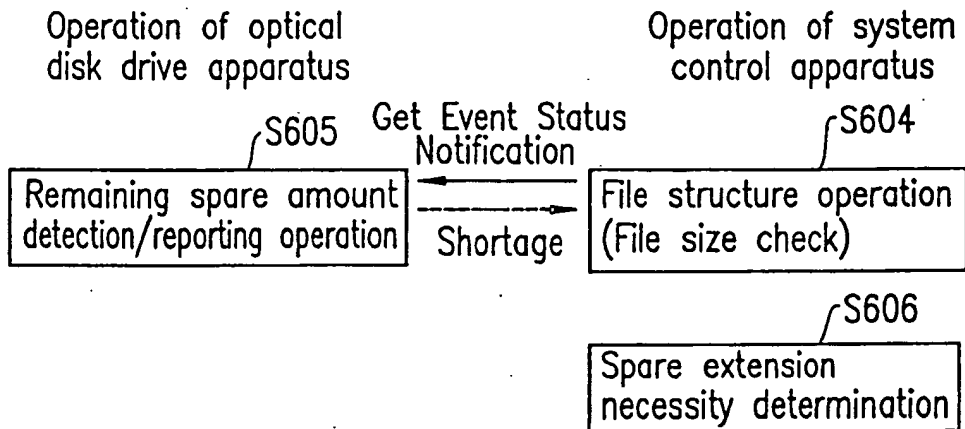 Operation of optical
disk drive apparatus
Operation of system
control apparatus
S605
Get Event Status
Notification
S604
Remaining spare amount
detection/reporting operation
Shortage
File structure operation
(File size check)
S606
Spare extension
necessity determination